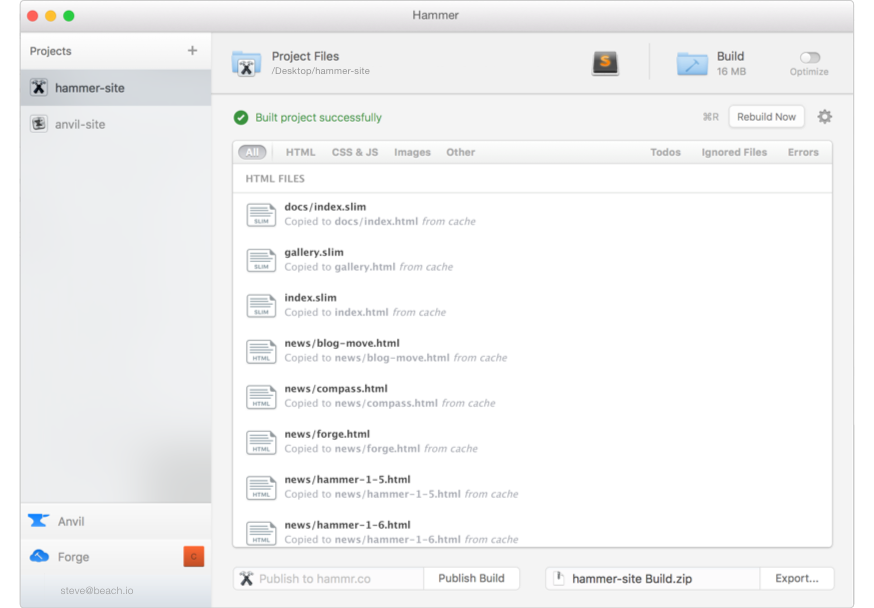 Hammer
Projects +
hammer-site
anvil-site
Anvil
Forge
C
steve@beach.io
Project Files
/Desktop/hammer-site
S
Build
16 MB
Optimize
Built project successfully
⌘R Rebuild Now
All HTML CSS & JS Images Other Todos Ignored Files Errors
HTML FILES
SLIM docs/index.slim
Copied to docs/index.html from cache
SLIM gallery.slim
Copied to gallery.html from cache
SLIM index.slim
Copied to index.html from cache
HTML news/blog-move.html
Copied to news/blog-move.html from cache
HTML news/compass.html
Copied to news/compass.html from cache
HTML news/forge.html
Copied to news/forge.html from cache
HTML news/hammer-1-5.html
Copied to news/hammer-1-5.html from cache
HTML news/hammer-1-6.html
Copied to news/hammer-1-6.html from cache
Publish to hammr.co Publish Build hammer-site Build.zip Export...